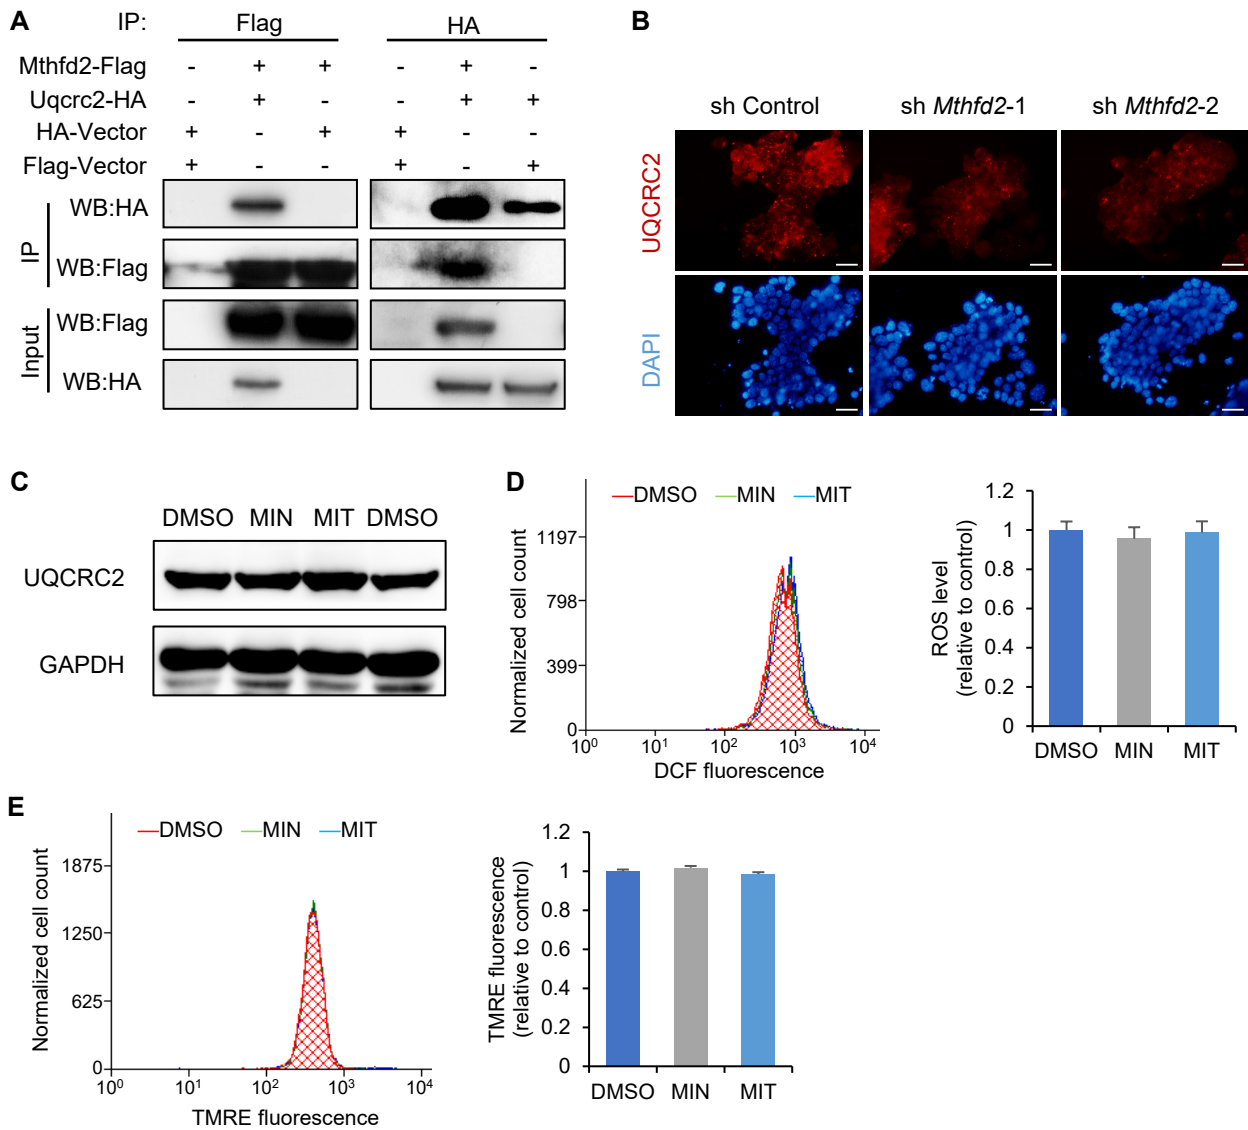 A
IP: Flag HA
Mthfd2-Flag - + + - + -
Uqcrc2-HA - + - - + +
HA-Vector + - + + - -
Flag-Vector + - - + - +
IP
WB:HA
WB:Flag
Input
WB:Flag
WB:HA
B
sh Control sh Mthfd2-1 sh Mthfd2-2
UQCRC2
DAPI
C
DMSO MIN MIT DMSO
UQCRC2
GAPDH
D
DMSO MIN MIT
Normalized cell count
1197
798
399
0
10⁰ 10¹ 10² 10³ 10⁴
DCF fluorescence
ROS level
(relative to control)
1.2
1
0.8
0.6
0.4
0.2
0
DMSO MIN MIT
E
DMSO MIN MIT
Normalized cell count
1875
1250
625
0
10⁰ 10¹ 10² 10³ 10⁴
TMRE fluorescence
TMRE fluorescence
(relative to control)
1.2
1
0.8
0.6
0.4
0.2
0
DMSO MIN MIT